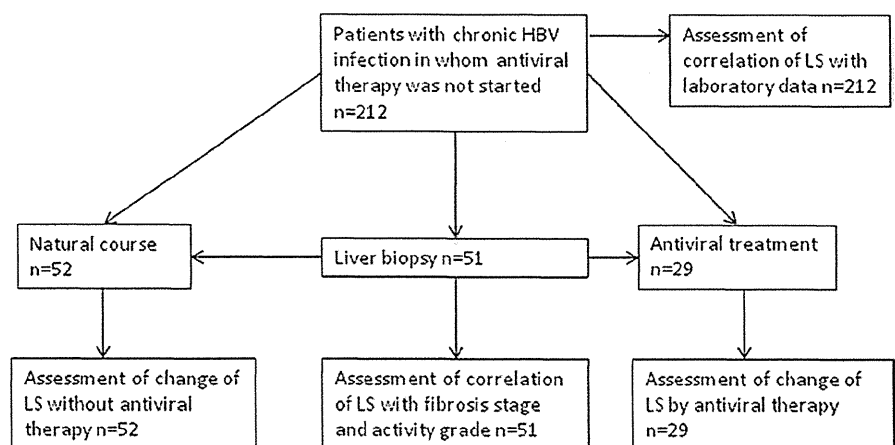 Patients with chronic HBV
infection in whom antiviral
therapy was not started
n=212
Assessment of
correlation of LS with
laboratory data n=212
Natural course
n=52
Liver biopsy n=51
Antiviral treatment
n=29
Assessment of change of
LS without antiviral
therapy n=52
Assessment of correlation
of LS with fibrosis stage
and activity grade n=51
Assessment of change of
LS by antiviral therapy
n=29